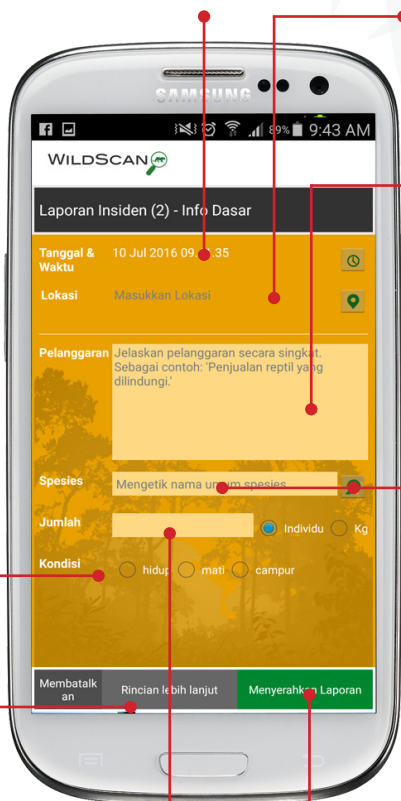 SAMSUNG
89% 9:43 AM
WILDSCAN
Laporan Insiden (2) - Info Dasar
Tanggal & Waktu
10 Jul 2016 09. .35
Lokasi
Masukkan Lokasi
Pelanggaran
Jelaskan pelanggaran secara singkat.
Sebagai contoh: 'Penjualan reptil yang
dilindungi.'
Spesies
Mengetik nama umum spesies
Jumlah
Individu
Kg
Kondisi
hidup
mati
campur
Membatalk
an
Rincian lebih lanjut
Menyerahkan Laporan